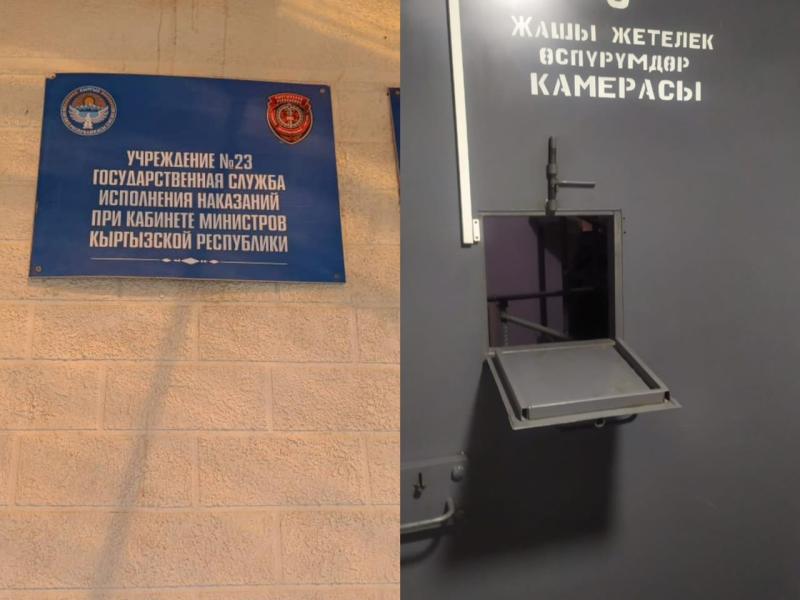 УЧРЕЖДЕНИЕ №23
ГОСУДАРСТВЕННАЯ СЛУЖБА
ИСПОЛНЕНИЯ НАКАЗАНИЙ
ПРИ КАБИНЕТЕ МИНИСТРОВ
КЫРГЫЗСКОЙ РЕСПУБЛИКИ
ЖАШЫ ЖЕТЕЛЕК
ӨСПҮРҮМДӨР
КАМЕРАСЫ